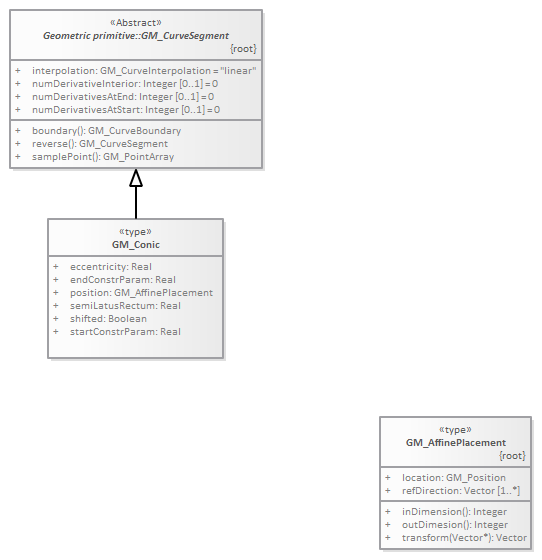 «Abstract»
Geometric primitive::GM_CurveSegment
{root}
+ interpolation: GM_CurveInterpolation = "linear"
+ numDerivativeInterior: Integer [0..1] = 0
+ numDerivativesAtEnd: Integer [0..1] = 0
+ numDerivativesAtStart: Integer [0..1] = 0
+ boundary(): GM_CurveBoundary
+ reverse(): GM_CurveSegment
+ samplePoint(): GM_PointArray
«type»
GM_Conic
+ eccentricity: Real
+ endConstrParam: Real
+ position: GM_AffinePlacement
+ semiLatusRectum: Real
+ shifted: Boolean
+ startConstrParam: Real
«type»
GM_AffinePlacement
{root}
+ location: GM_Position
+ refDirection: Vector [1..*]
+ inDimension(): Integer
+ outDimesion(): Integer
+ transform(Vector*): Vector